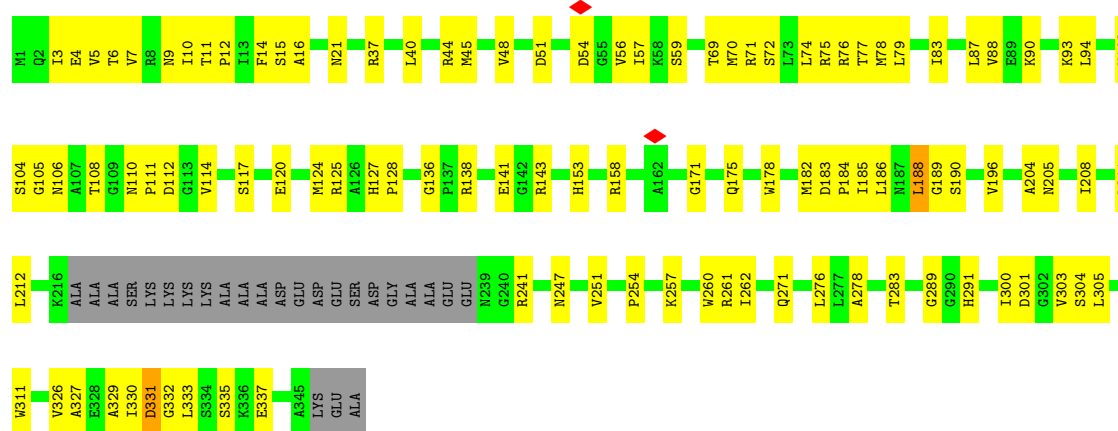 M1 Q2 I3 E4 V5 T6 V7 R8 N9 I10 T11 P12 I13 F14 S15 A16 N21 R37 L40 R44 M45 V48 D51 D54 G55 V56 I57 K58 S59 T69 M70 R71 S72 L73 L74 R75 R76 T77 M78 L79 I83 L87 V88 E89 K90 K93 L94
S104 G105 N106 A107 T108 G109 N110 P111 D112 G113 V114 S117 E120 M124 R125 A126 H127 P128 G136 P137 R138 E141 G142 R143 H153 R158 A162 G171 Q175 W178 M182 D183 P184 I185 L186 N187 L188 G189 S190 V196 A204 N205 I208
L212 K216 ALA ALA ALA SER LYS LYS LYS LYS ALA ALA ALA ASP GLU ASP GLU SER ASP GLY ALA ALA GLU GLU N239 G240 R241 N247 V251 P254 K257 W260 E261 I262 Q271 L276 L277 A278 T283 G289 G290 H291 I300 D301 G302 V303 S304 L305
W311 V326 A327 E328 A329 I330 D331 G332 L333 S334 S335 K336 E337 A345 LYS GLU ALA